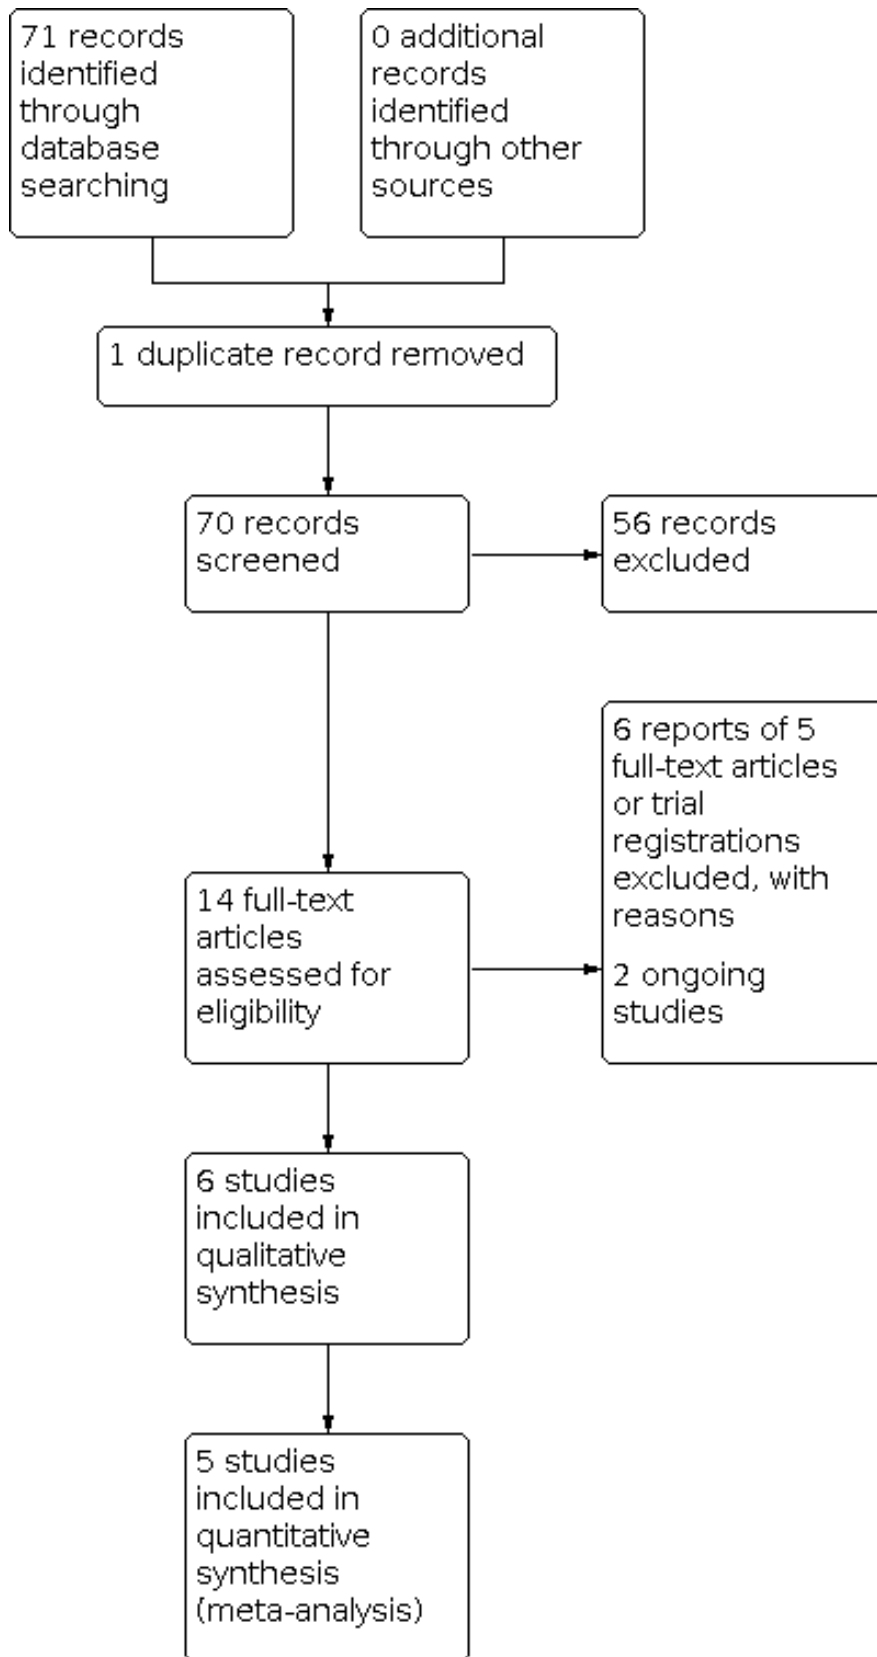 71 records
identified
through
database
searching
0 additional
records
identified
through other
sources
1 duplicate record removed
70 records
screened
56 records
excluded
6 reports of 5
full-text articles
or trial
registrations
excluded, with
reasons
2 ongoing
studies
14 full-text
articles
assessed for
eligibility
6 studies
included in
qualitative
synthesis
5 studies
included in
quantitative
synthesis
(meta-analysis)